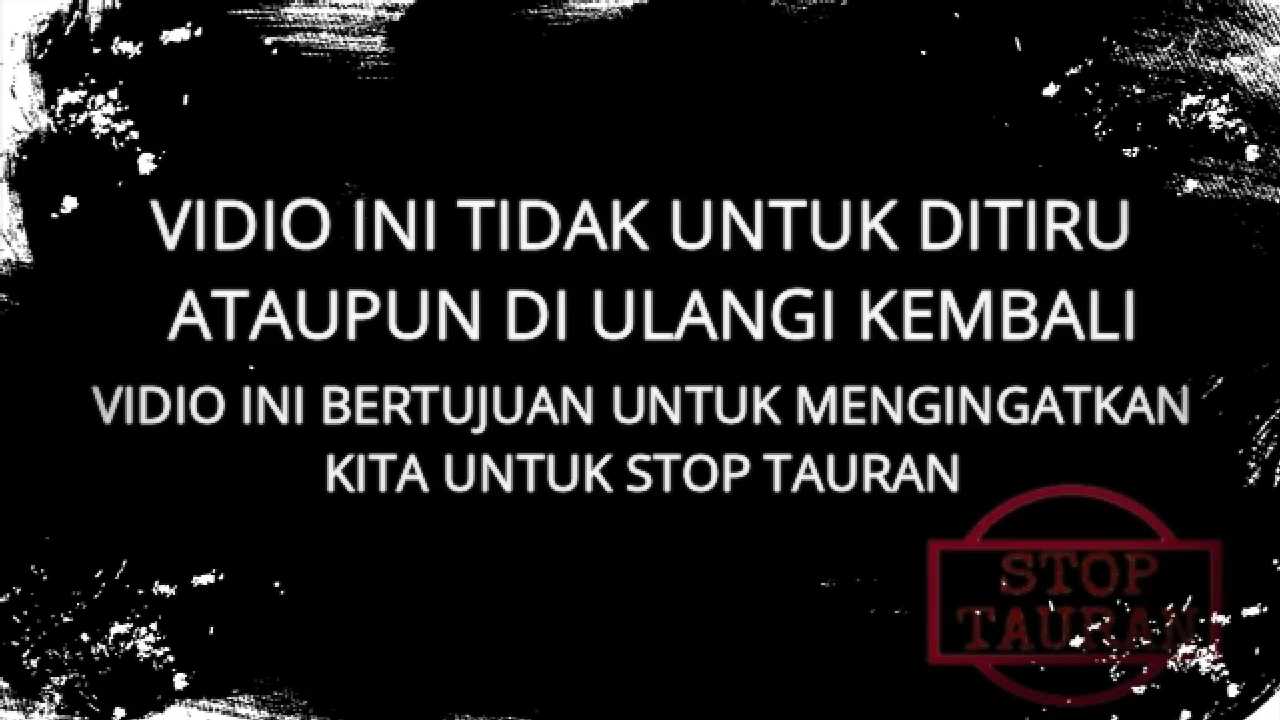 VIDIO INI TIDAK UNTUK DITIRU
ATAUPUN DI ULANGI KEMBALI
VIDIO INI BERTUJUAN UNTUK MENGINGATKAN
KITA UNTUK STOP TAURAN
STOP
TAURAN